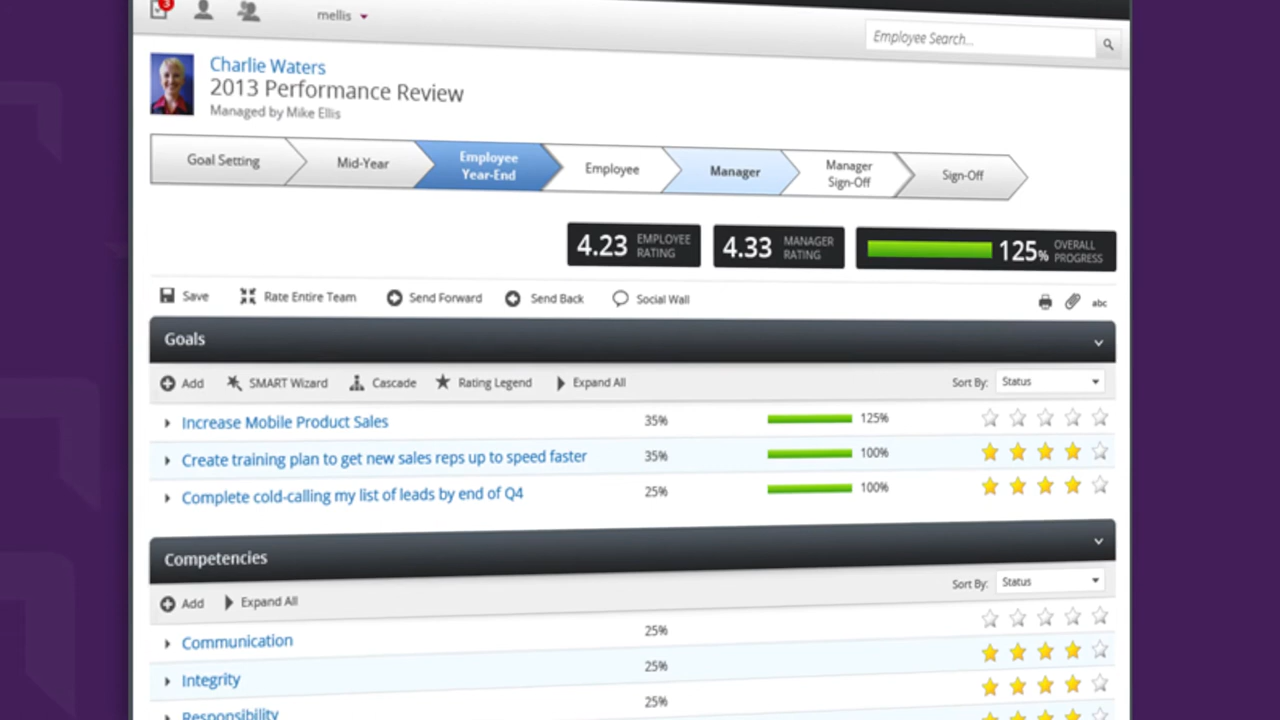 3
mellis
Employee Search...
Charlie Waters
2013 Performance Review
Managed by Mike Ellis
Goal Setting
Mid-Year
Employee
Year-End
Employee
Manager
Manager
Sign-Off
Sign-Off
4.23 EMPLOYEE
RATING
4.33 MANAGER
RATING
125% OVERALL
PROGRESS
Save Rate Entire Team Send Forward Send Back Social Wall abc
Goals
Add SMART Wizard Cascade Rating Legend Expand All Sort By: Status
Increase Mobile Product Sales 35% 125%
Create training plan to get new sales reps up to speed faster 35% 100%
Complete cold-calling my list of leads by end of Q4 25% 100%
Competencies
Add Expand All Sort By: Status
Communication 25%
Integrity 25%
Responsibility 25%